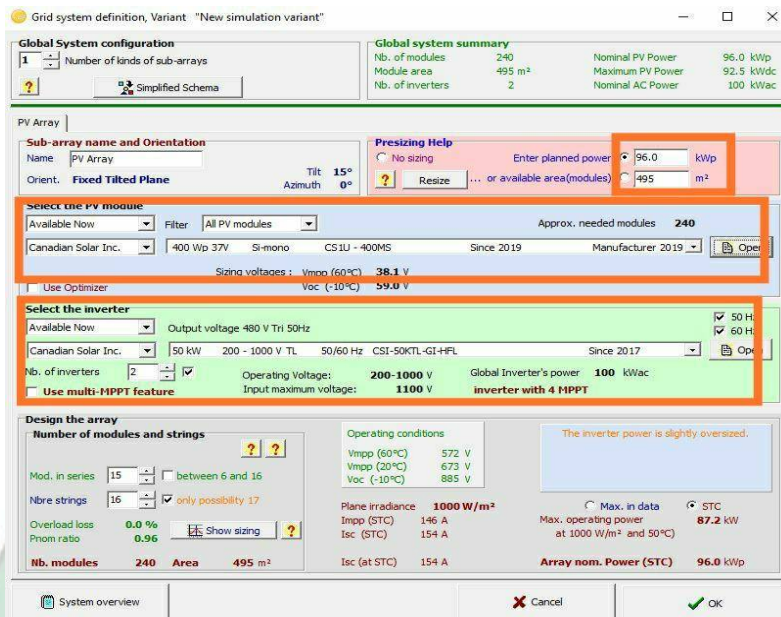 Grid system definition, Variant "New simulation variant"
Global System configuration
1 Number of kinds of sub-arrays
? Simplified Schema
Global system summary
Nb. of modules 240 Nominal PV Power 96.0 kWp
Module area 495 m² Maximum PV Power 92.5 kWdc
Nb. of inverters 2 Nominal AC Power 100 kWac
PV Array
Sub-array name and Orientation
Name PV Array
Orient. Fixed Tilted Plane Tilt 15°
Azimuth 0°
Presizing Help
No sizing Enter planned power 96.0 kWp
? Resize ... or available area(modules) 495 m²
Select the PV module
Available Now Filter All PV modules Approx. needed modules 240
Canadian Solar Inc. 400 Wp 37V Si-mono CS1U - 400MS Since 2019 Manufacturer 2019 Open
Sizing voltages : Vmpp (60°C) 38.1 V
Use Optimizer Voc (-10°C) 59.0 V
Select the inverter
Available Now Output voltage 480 V Tri 50Hz 50 Hz
60 Hz
Canadian Solar Inc. 50 kW 200 - 1000 V TL 50/60 Hz CSI-50KTL-GI-HFL Since 2017 Open
Nb. of inverters 2 Operating Voltage: 200-1000 V Global Inverter's power 100 kWac
Use multi-MPPT feature Input maximum voltage: 1100 V inverter with 4 MPPT
Design the array
Number of modules and strings
? ?
Mod. in series 15 between 6 and 16
Nbre strings 16 only possibility 17
Overload loss 0.0 %
Pnom ratio 0.96 Show sizing ?
Nb. modules 240 Area 495 m²
Operating conditions
Vmpp (60°C) 572 V
Vmpp (20°C) 673 V
Voc (-10°C) 885 V
Plane irradiance 1000 W/m²
Impp (STC) 146 A
Isc (STC) 154 A
Isc (at STC) 154 A
The inverter power is slightly oversized.
Max. in data STC
Max. operating power 87.2 kW
at 1000 W/m² and 50°C)
Array nom. Power (STC) 96.0 kWp
System overview Cancel OK